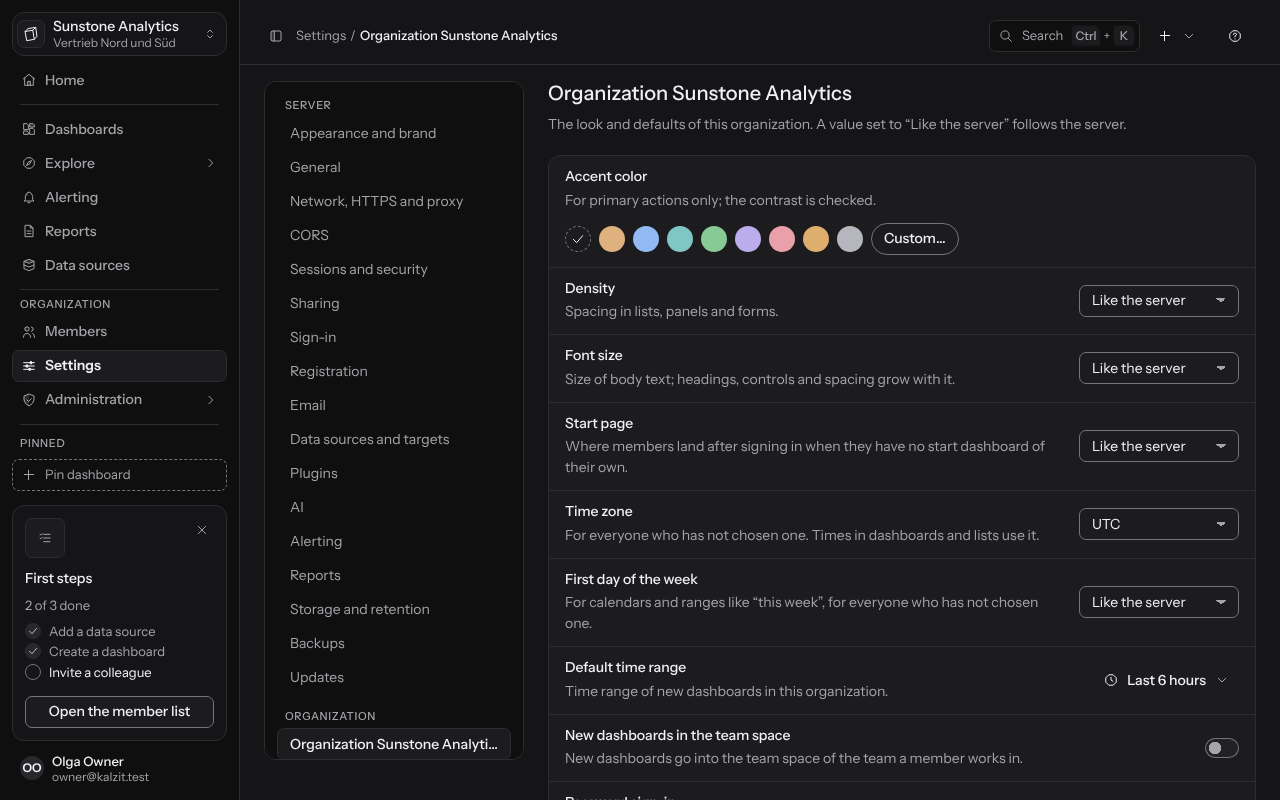 Sunstone Analytics
Vertrieb Nord und Süd
Home
Dashboards
Explore
Alerting
Reports
Data sources
ORGANIZATION
Members
Settings
Administration
PINNED
Pin dashboard
First steps
2 of 3 done
Add a data source
Create a dashboard
Invite a colleague
Open the member list
OO
Olga Owner
owner@kalzit.test
Settings / Organization Sunstone Analytics
Search Ctrl + K
SERVER
Appearance and brand
General
Network, HTTPS and proxy
CORS
Sessions and security
Sharing
Sign-in
Registration
Email
Data sources and targets
Plugins
AI
Alerting
Reports
Storage and retention
Backups
Updates
ORGANIZATION
Organization Sunstone Analyti...
Organization Sunstone Analytics
The look and defaults of this organization. A value set to “Like the server” follows the server.
Accent color
For primary actions only; the contrast is checked.
Custom...
Density
Spacing in lists, panels and forms.
Like the server
Font size
Size of body text; headings, controls and spacing grow with it.
Like the server
Start page
Where members land after signing in when they have no start dashboard of
their own.
Like the server
Time zone
For everyone who has not chosen one. Times in dashboards and lists use it.
UTC
First day of the week
For calendars and ranges like “this week”, for everyone who has not chosen
one.
Like the server
Default time range
Time range of new dashboards in this organization.
Last 6 hours
New dashboards in the team space
New dashboards go into the team space of the team a member works in.